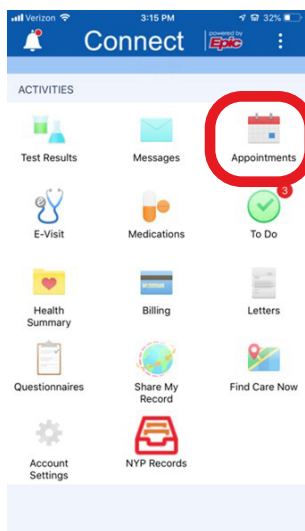 Verizon 3:15 PM 32%
Connect powered by Epic
ACTIVITIES
Test Results Messages Appointments
3
E-Visit Medications To Do
Health Summary Billing Letters
Questionnaires Share My Record Find Care Now
Account Settings NYP Records